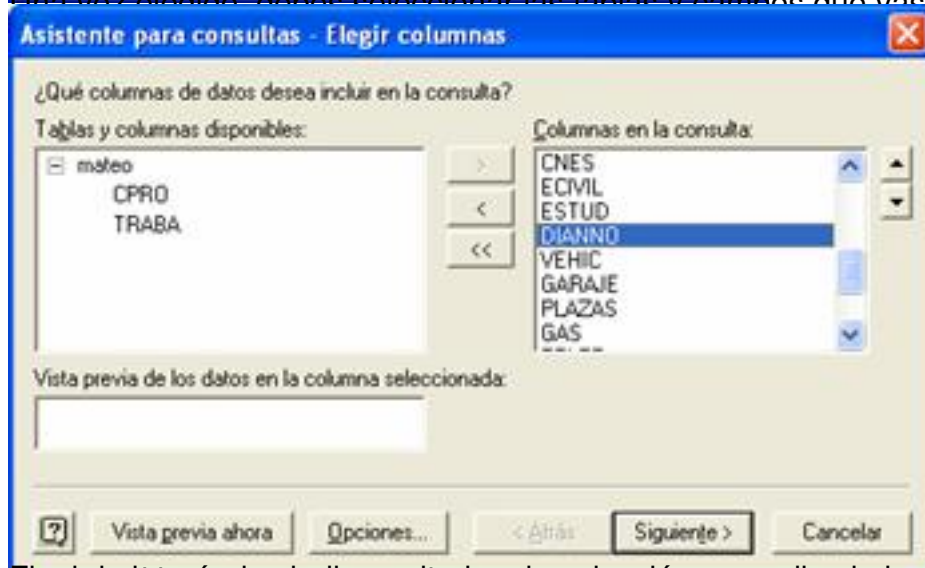 Asistente para consultas - Elegir columnas
¿Qué columnas de datos desea incluir en la consulta?
Tablas y columnas disponibles:
Columnas en la consulta:
mateo
CPRO
TRABA
>
<
<<
CNES
ECIVIL
ESTUD
DIANNO
VEHIC
GARAJE
PLAZAS
GAS
Vista previa de los datos en la columna seleccionada:
Vista previa ahora
Opciones...
< Atrás
Siguiente >
Cancelar